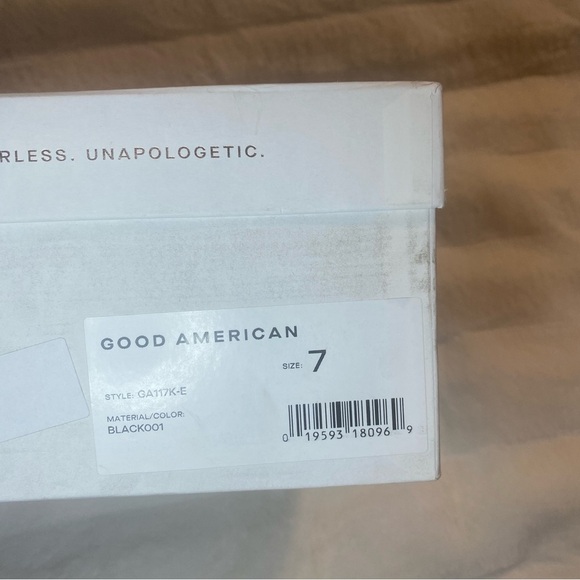 RLESS. UNAPOLOGETIC.
GOOD AMERICAN
SIZE: 7
STYLE: GA117K-E
MATERIAL/COLOR:
BLACK001
0 19593 18096 9